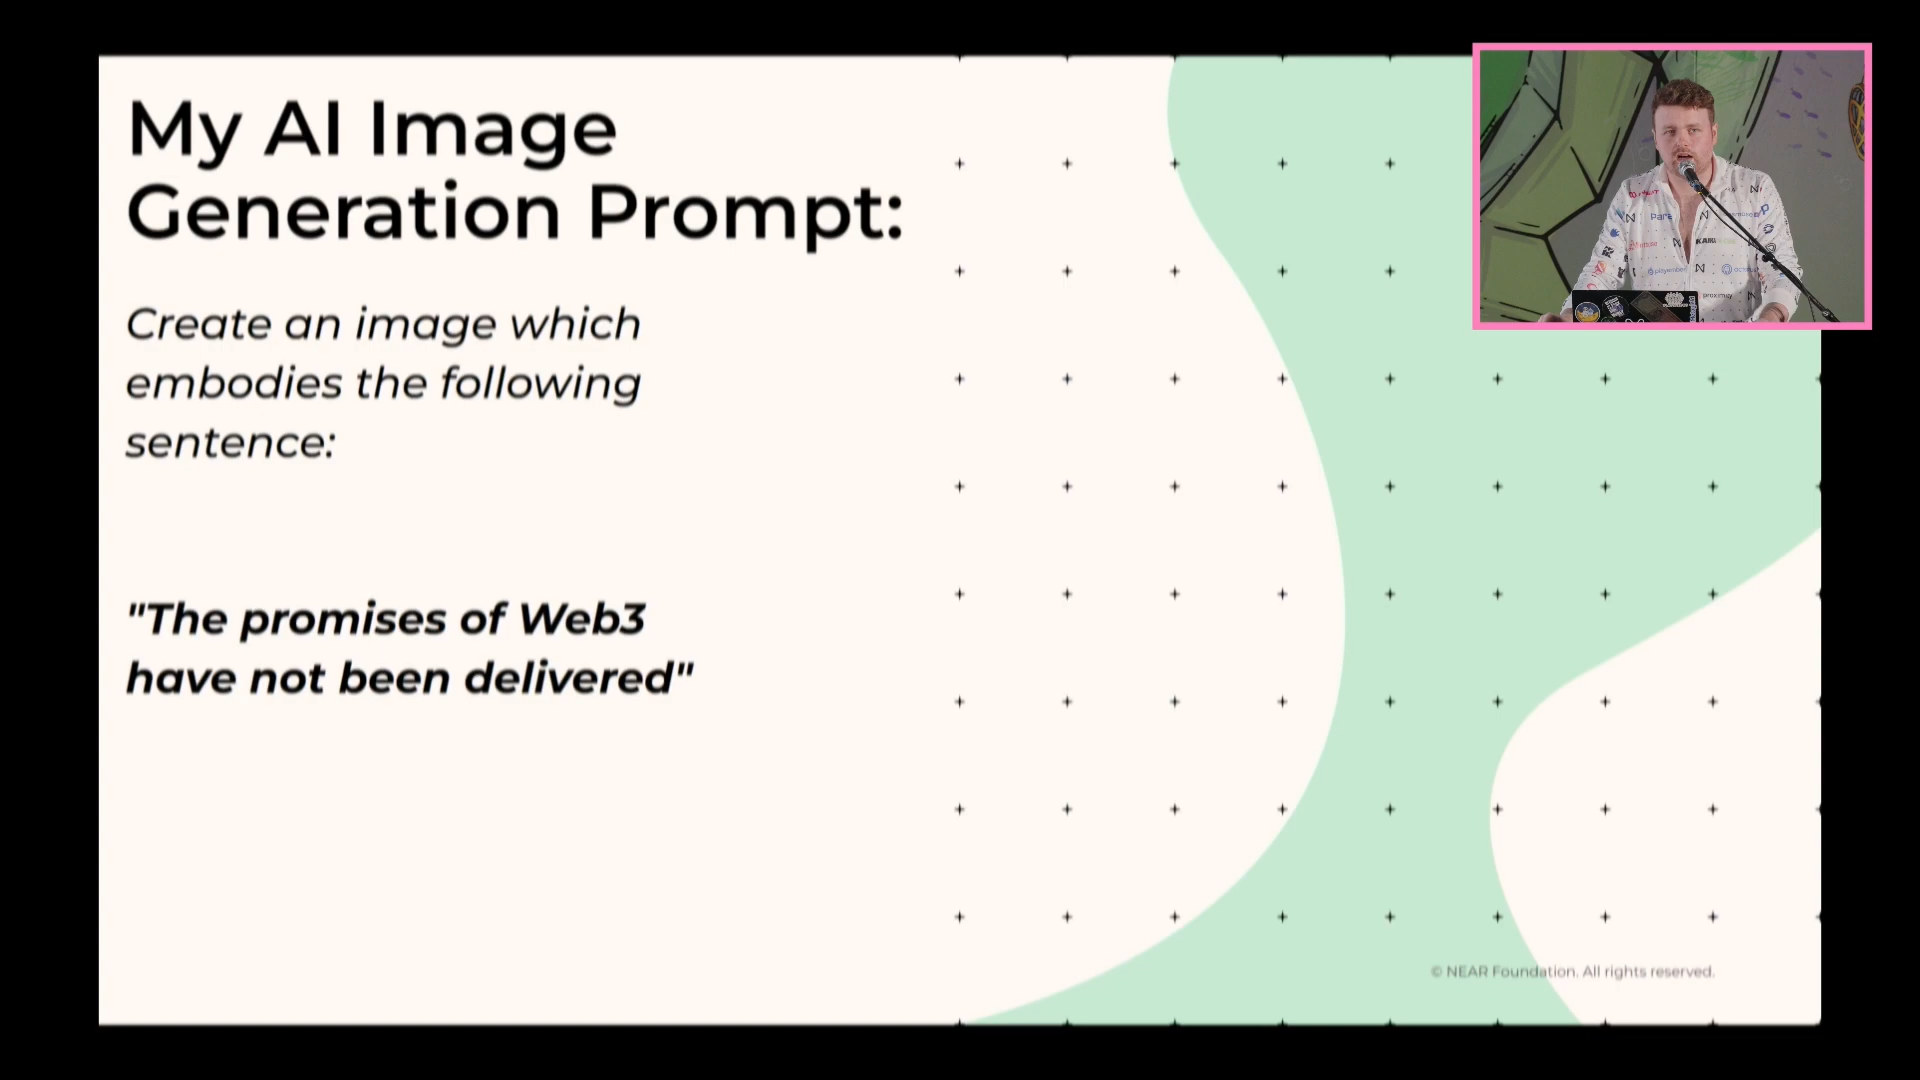 My AI Image
Generation Prompt:
Create an image which
embodies the following
sentence:
"The promises of Web3
have not been delivered"
© NEAR Foundation. All rights reserved.